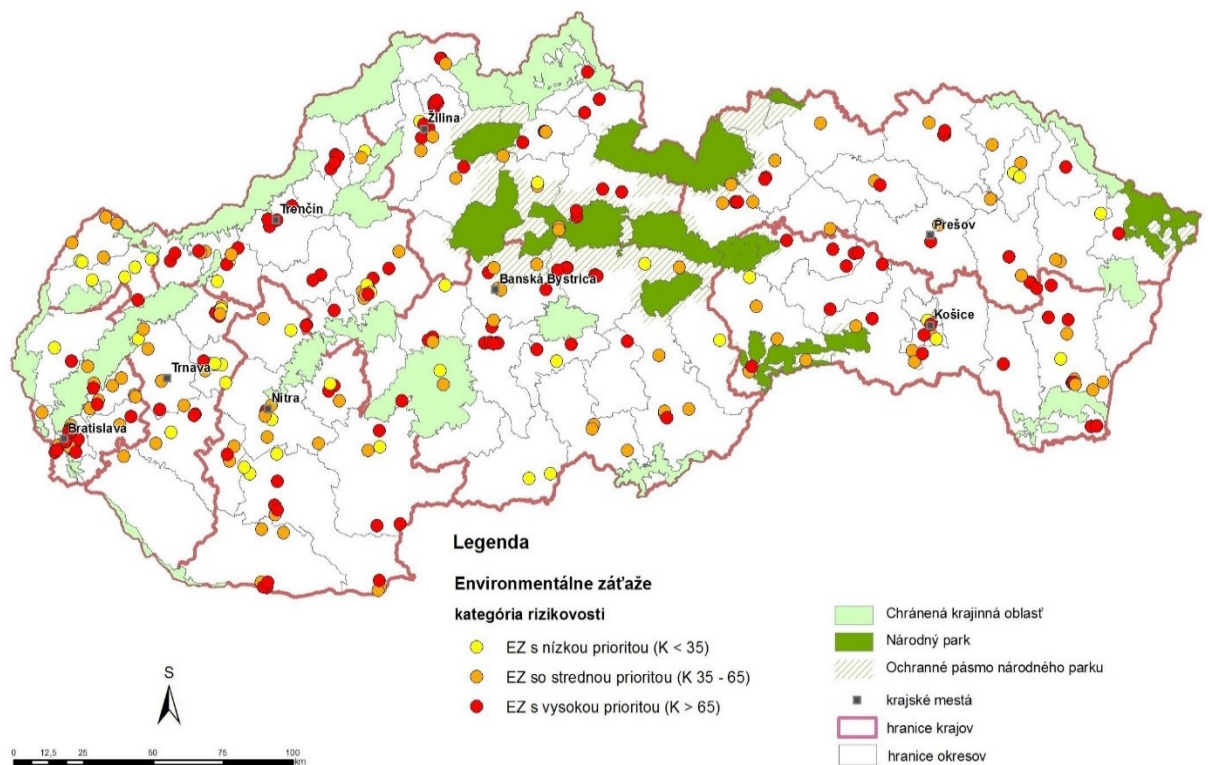 Žilina
Trenčín
Prešov
Banská Bystrica
Košice
Trnava
Nitra
Bratislava
Legenda
Environmentálne záťaže
kategória rizikovosti
EZ s nízkou prioritou (K < 35)
EZ so strednou prioritou (K 35 - 65)
EZ s vysokou prioritou (K > 65)
Chránená krajinná oblasť
Národný park
Ochranné pásmo národného parku
krajské mestá
hranice krajov
hranice okresov
S
0 12,5 25 50 75 100
km